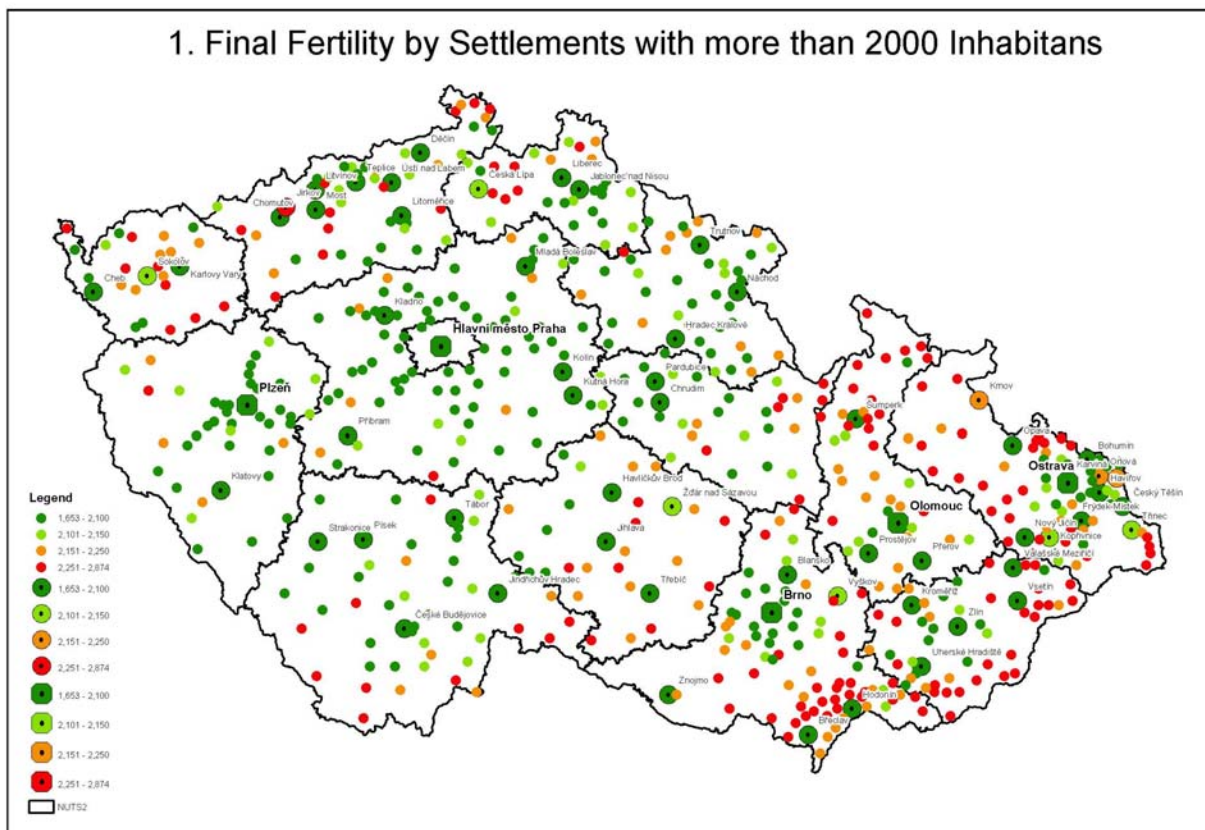 1. Final Fertility by Settlements with more than 2000 Inhabitans
Děčín
Teplice
Ústí nad Labem
Litvínov
Jirkov
Most
Chomutov
Litoměřice
Česká Lípa
Liberec
Jablonec nad Nisou
Trutnov
Mladá Boleslav
Náchod
Sokolov
Cheb
Karlovy Vary
Kladno
Hlavní město Praha
Hradec Králové
Kolín
Pardubice
Kutná Hora
Chrudim
Plzeň
Příbram
Klatovy
Šumperk
Krnov
Opava
Bohumín
Ostrava
Karviná
Orlová
Havířov
Český Těšín
Frýdek-Místek
Třinec
Havlíčkův Brod
Žďár nad Sázavou
Olomouc
Nový Jičín
Kopřivnice
Tábor
Strakonice
Písek
Jihlava
Prostějov
Přerov
Valašské Meziříčí
Blansko
Jindřichův Hradec
Třebíč
Vyškov
Vsetín
Brno
Kroměříž
Zlín
České Budějovice
Uherské Hradiště
Znojmo
Hodonín
Břeclav
Legend
1,653 - 2,100
2,101 - 2,150
2,151 - 2,250
2,251 - 2,874
1,653 - 2,100
2,101 - 2,150
2,151 - 2,250
2,251 - 2,874
1,653 - 2,100
2,101 - 2,150
2,151 - 2,250
2,251 - 2,874
NUTS2